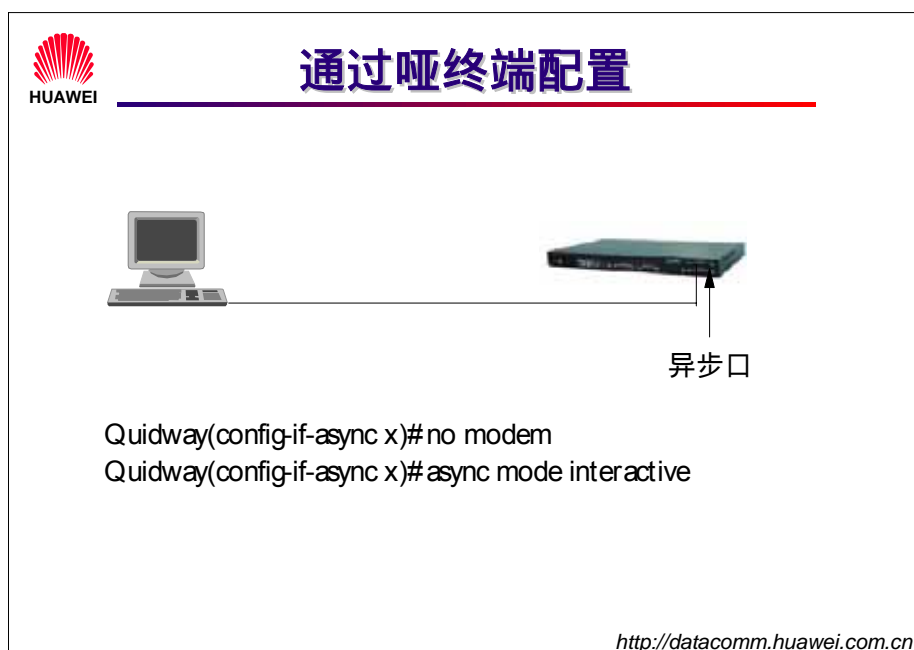 HUAWEI
通过哑终端配置
异步口
Quidway(config-if-async x)# no modem
Quidway(config-if-async x)# async mode interactive
http://datacomm.huawei.com.cn